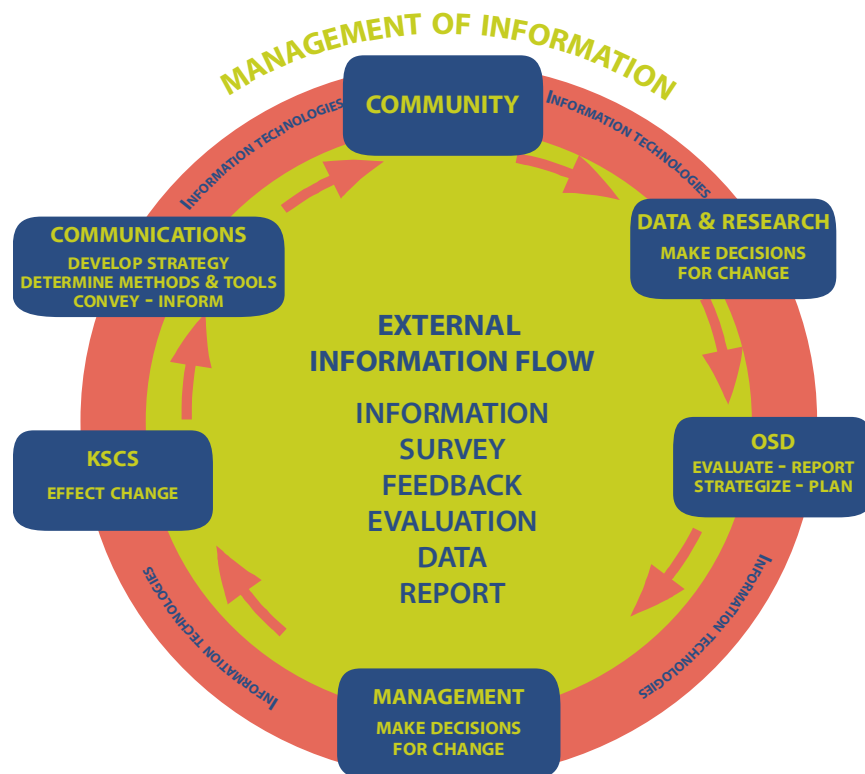 MANAGEMENT OF INFORMATION
COMMUNITY
INFORMATION TECHNOLOGIES
INFORMATION TECHNOLOGIES
DATA & RESEARCH
MAKE DECISIONS
FOR CHANGE
COMMUNICATIONS
DEVELOP STRATEGY
DETERMINE METHODS & TOOLS
CONVEY – INFORM
EXTERNAL
INFORMATION FLOW
INFORMATION
SURVEY
FEEDBACK
EVALUATION
DATA
REPORT
OSD
EVALUATE – REPORT
STRATEGIZE – PLAN
KSCS
EFFECT CHANGE
INFORMATION TECHNOLOGIES
INFORMATION TECHNOLOGIES
MANAGEMENT
MAKE DECISIONS
FOR CHANGE